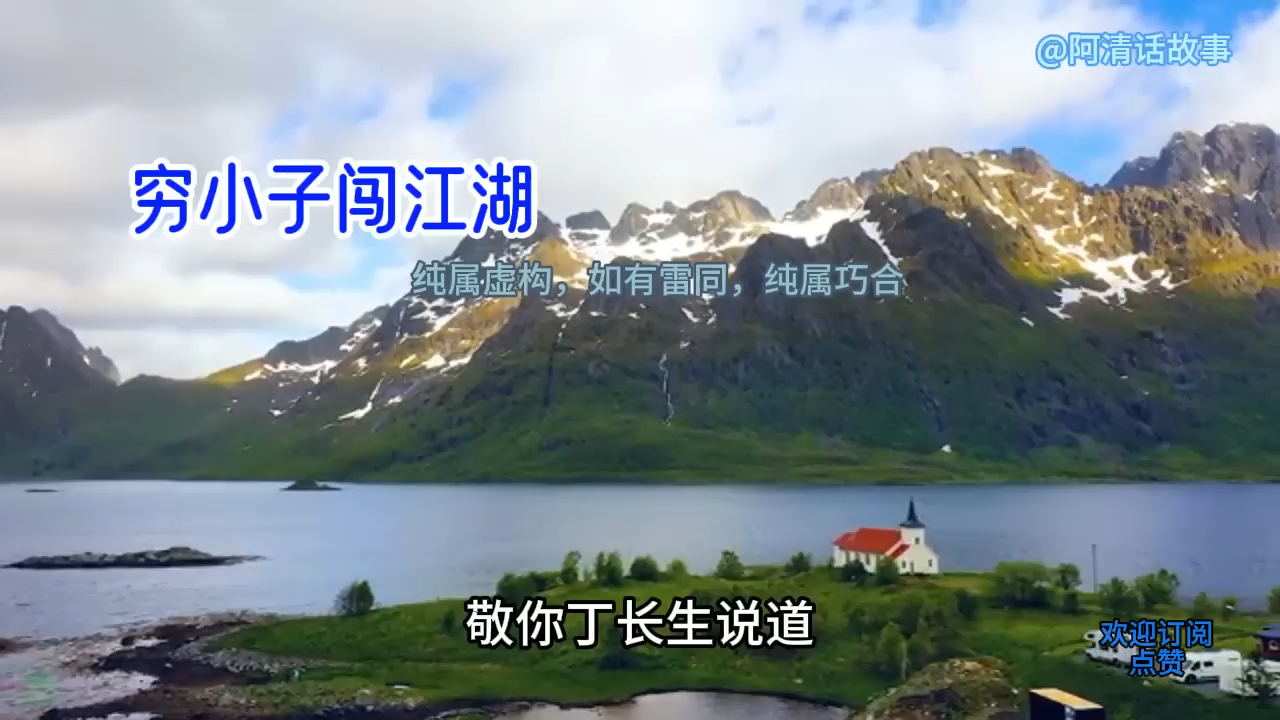 @阿清话故事
穷小子闯江湖
纯属虚构，如有雷同，纯属巧合
敬你丁长生说道
欢迎订阅
点赞